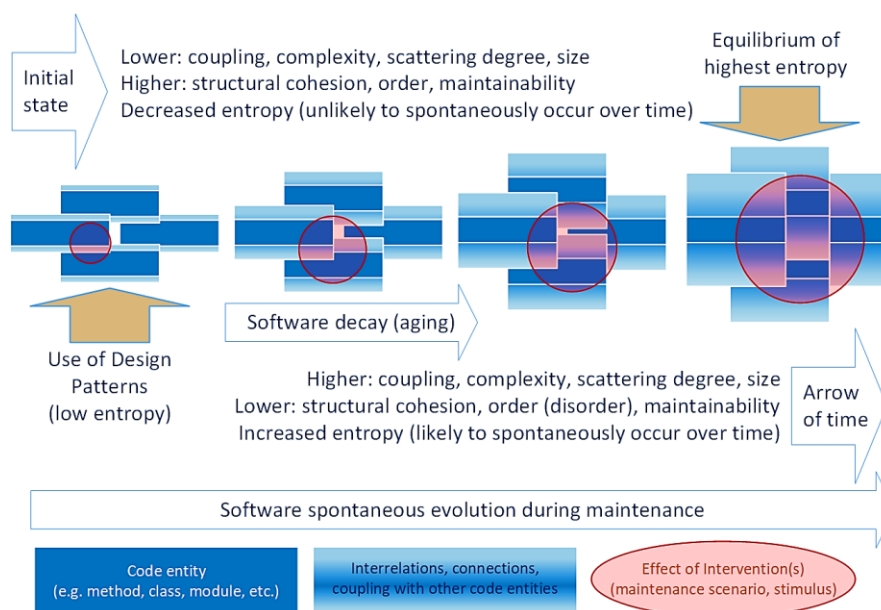 Initial
state
Lower: coupling, complexity, scattering degree, size
Higher: structural cohesion, order, maintainability
Decreased entropy (unlikely to spontaneously occur over time)
Equilibrium of
highest entropy
Use of Design
Patterns
(low entropy)
Software decay (aging)
Higher: coupling, complexity, scattering degree, size
Lower: structural cohesion, order (disorder), maintainability
Increased entropy (likely to spontaneously occur over time)
Arrow
of time
Software spontaneous evolution during maintenance
Code entity
(e.g. method, class, module, etc.)
Interrelations, connections,
coupling with other code entities
Effect of Intervention(s)
(maintenance scenario, stimulus)